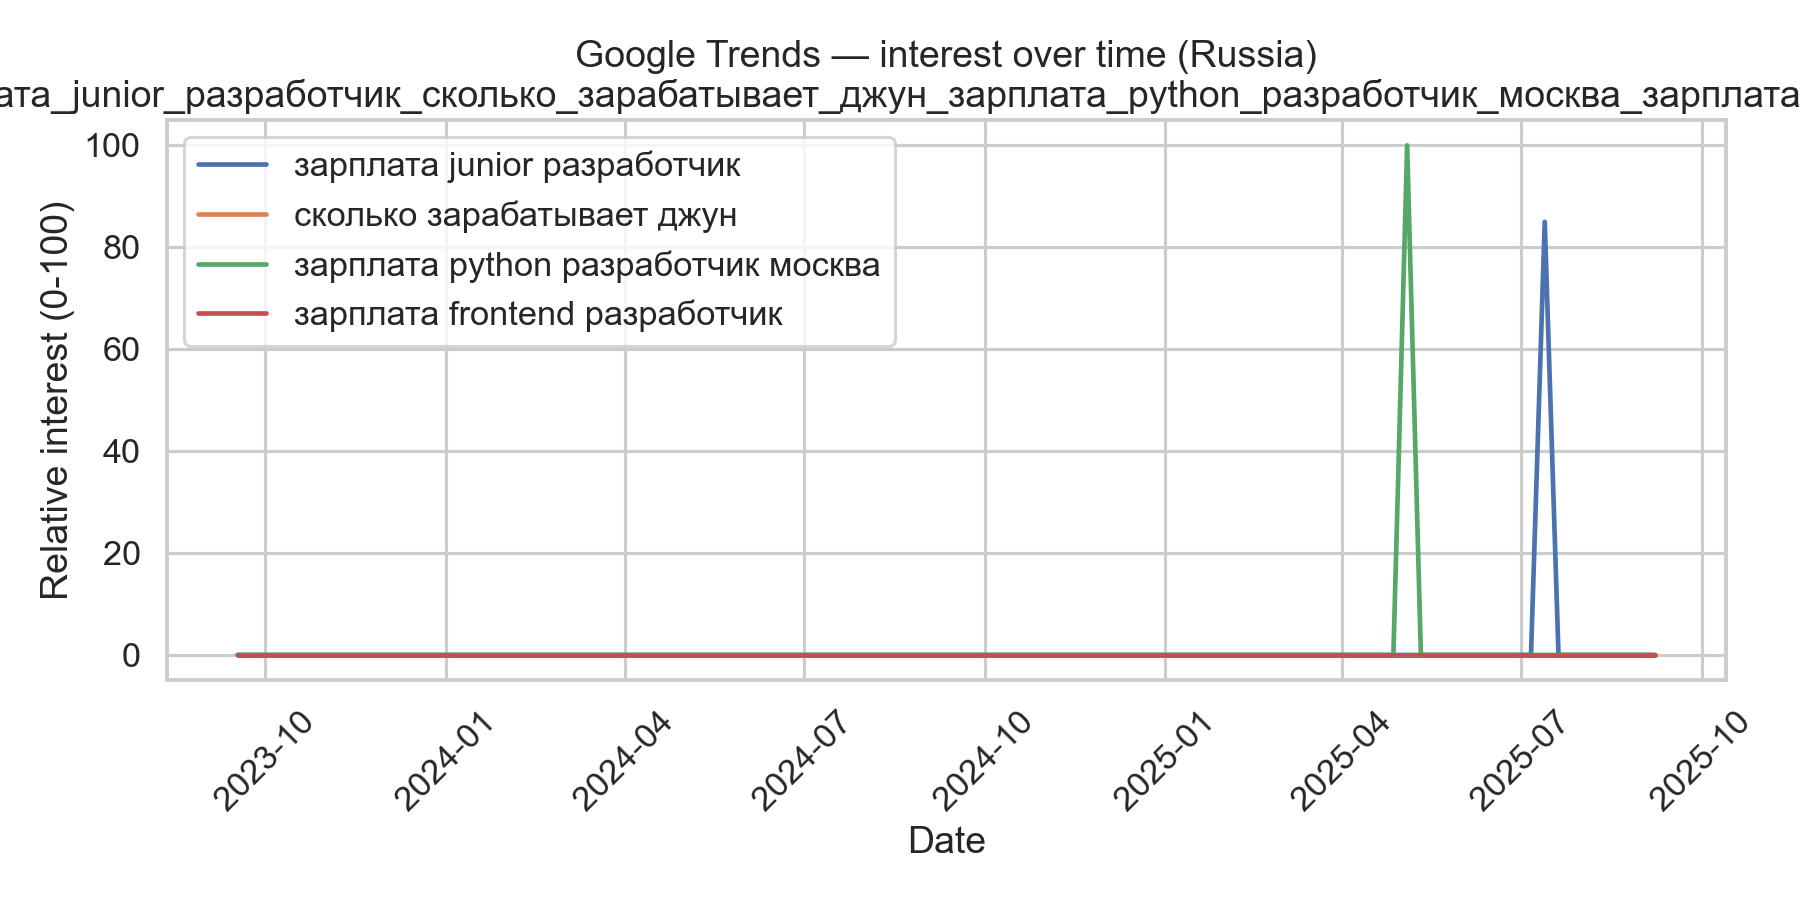 Google Trends — interest over time (Russia)
ата_junior_разработчик_сколько_зарабатывает_джун_зарплата_python_разработчик_москва_зарплата
Relative interest (0-100)
100
80
60
40
20
0
зарплата junior разработчик
сколько зарабатывает джун
зарплата python разработчик москва
зарплата frontend разработчик
2023-10
2024-01
2024-04
2024-07
2024-10
2025-01
2025-04
2025-07
2025-10
Date